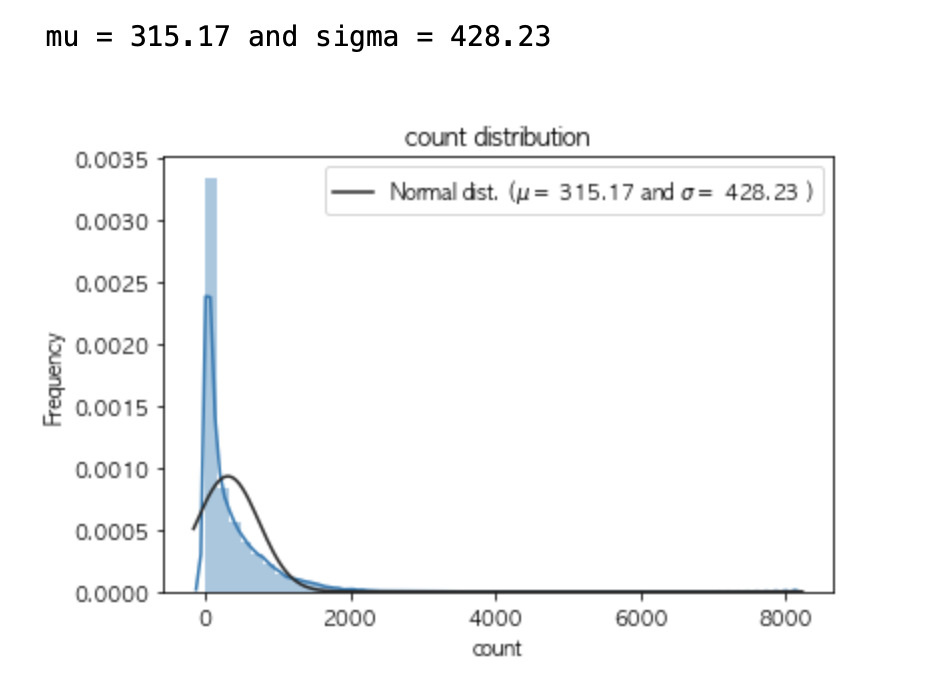 mu = 315.17 and sigma = 428.23
count distribution
Normal dist. (μ= 315.17 and σ= 428.23 )
Frequency
0.0035
0.0030
0.0025
0.0020
0.0015
0.0010
0.0005
0.0000
0 2000 4000 6000 8000
count